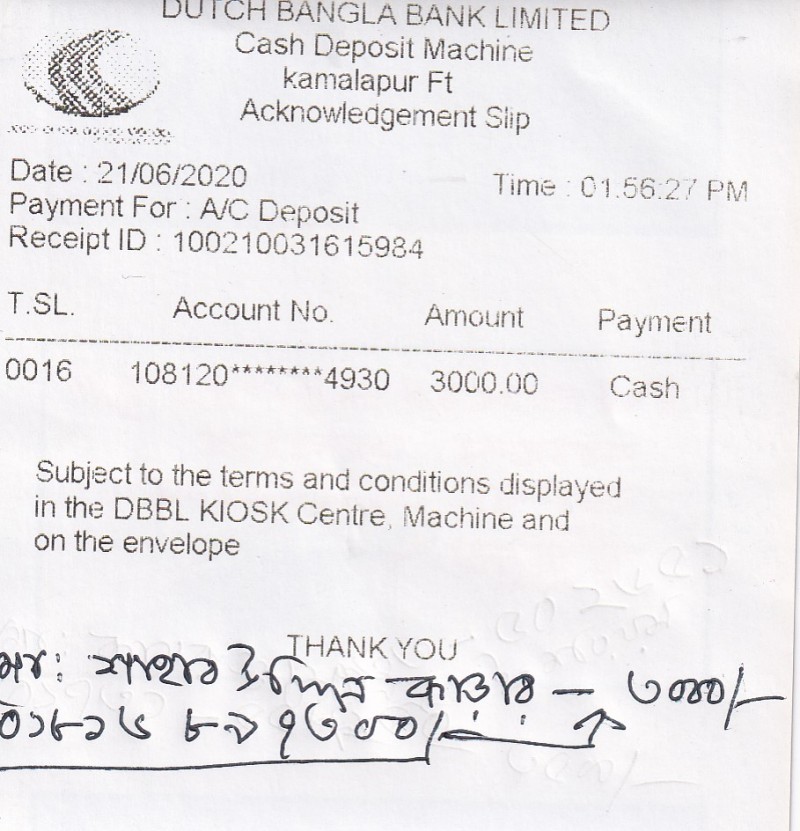 DUTCH BANGLA BANK LIMITED
Cash Deposit Machine
kamalapur Ft
Acknowledgement Slip
Date : 21/06/2020 Time : 01.56:27 PM
Payment For : A/C Deposit
Receipt ID : 100210031615984
T.SL. Account No. Amount Payment
0016 108120********4930 3000.00 Cash
Subject to the terms and conditions displayed
in the DBBL KIOSK Centre, Machine and
on the envelope
THANK YOU
— ৩০০০/—